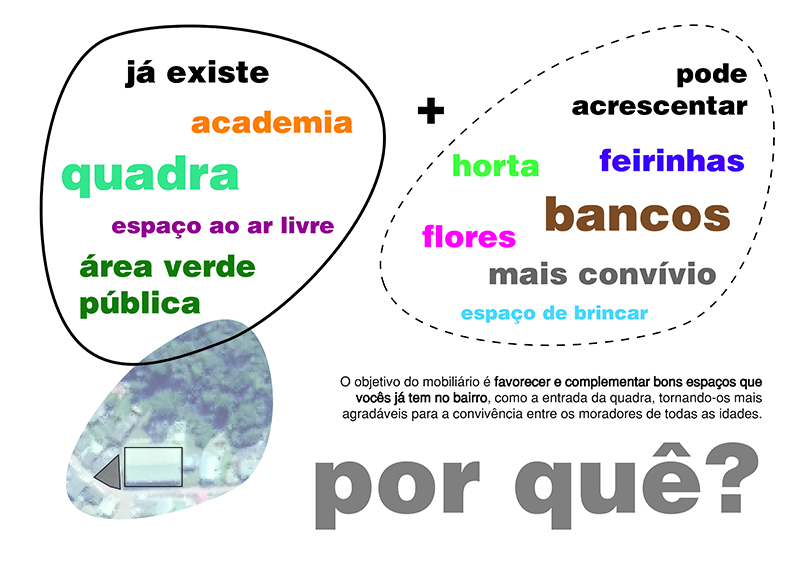 já existe
academia
quadra
espaço ao ar livre
área verde
pública
+
pode
acrescentar
horta
feirinhas
bancos
flores
mais convívio
espaço de brincar
O objetivo do mobiliário é favorecer e complementar bons espaços que
vocês já tem no bairro, como a entrada da quadra, tornando-os mais
agradáveis para a convivência entre os moradores de todas as idades.
por quê?